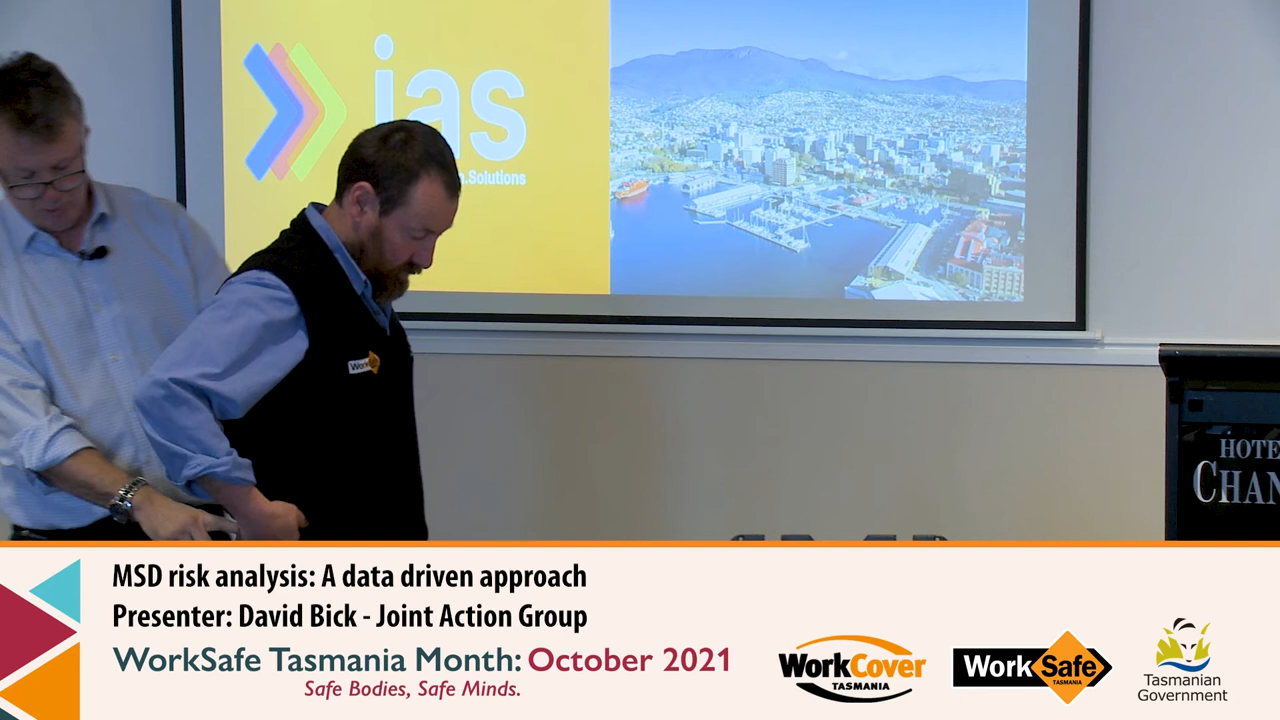 ias
.Solutions
Work
HOTE
CHAN
MSD risk analysis: A data driven approach
Presenter: David Bick - Joint Action Group
WorkSafe Tasmania Month: October 2021
Safe Bodies, Safe Minds.
WorkCover
TASMANIA
WorkSafe
TASMANIA
Tasmanian
Government